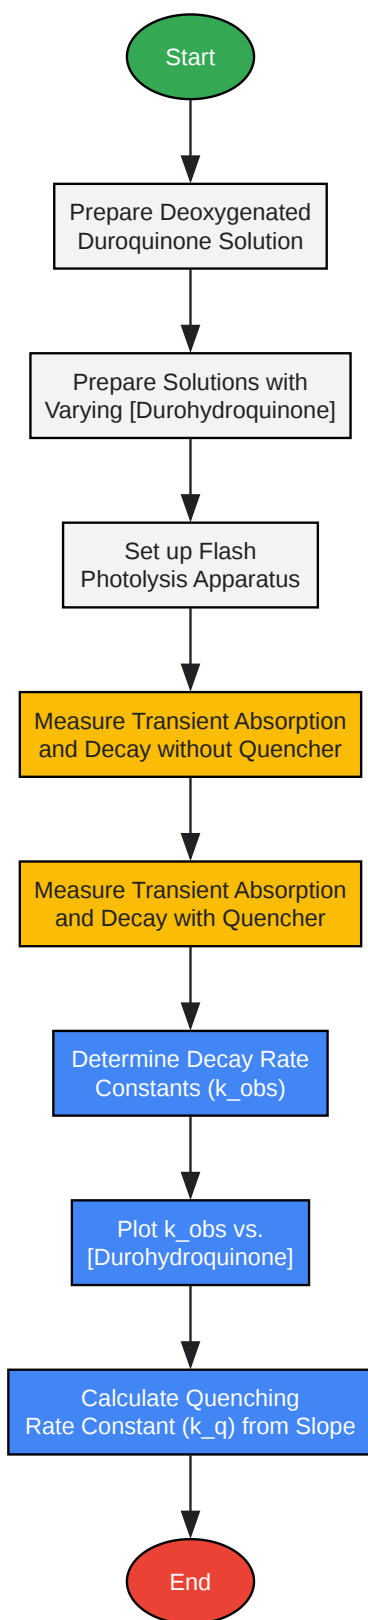 Start
Prepare Deoxygenated
Duroquinone Solution
Prepare Solutions with
Varying [Durohydroquinone]
Set up Flash
Photolysis Apparatus
Measure Transient Absorption
and Decay without Quencher
Measure Transient Absorption
and Decay with Quencher
Determine Decay Rate
Constants (k_obs)
Plot k_obs vs.
[Durohydroquinone]
Calculate Quenching
Rate Constant (k_q) from Slope
End